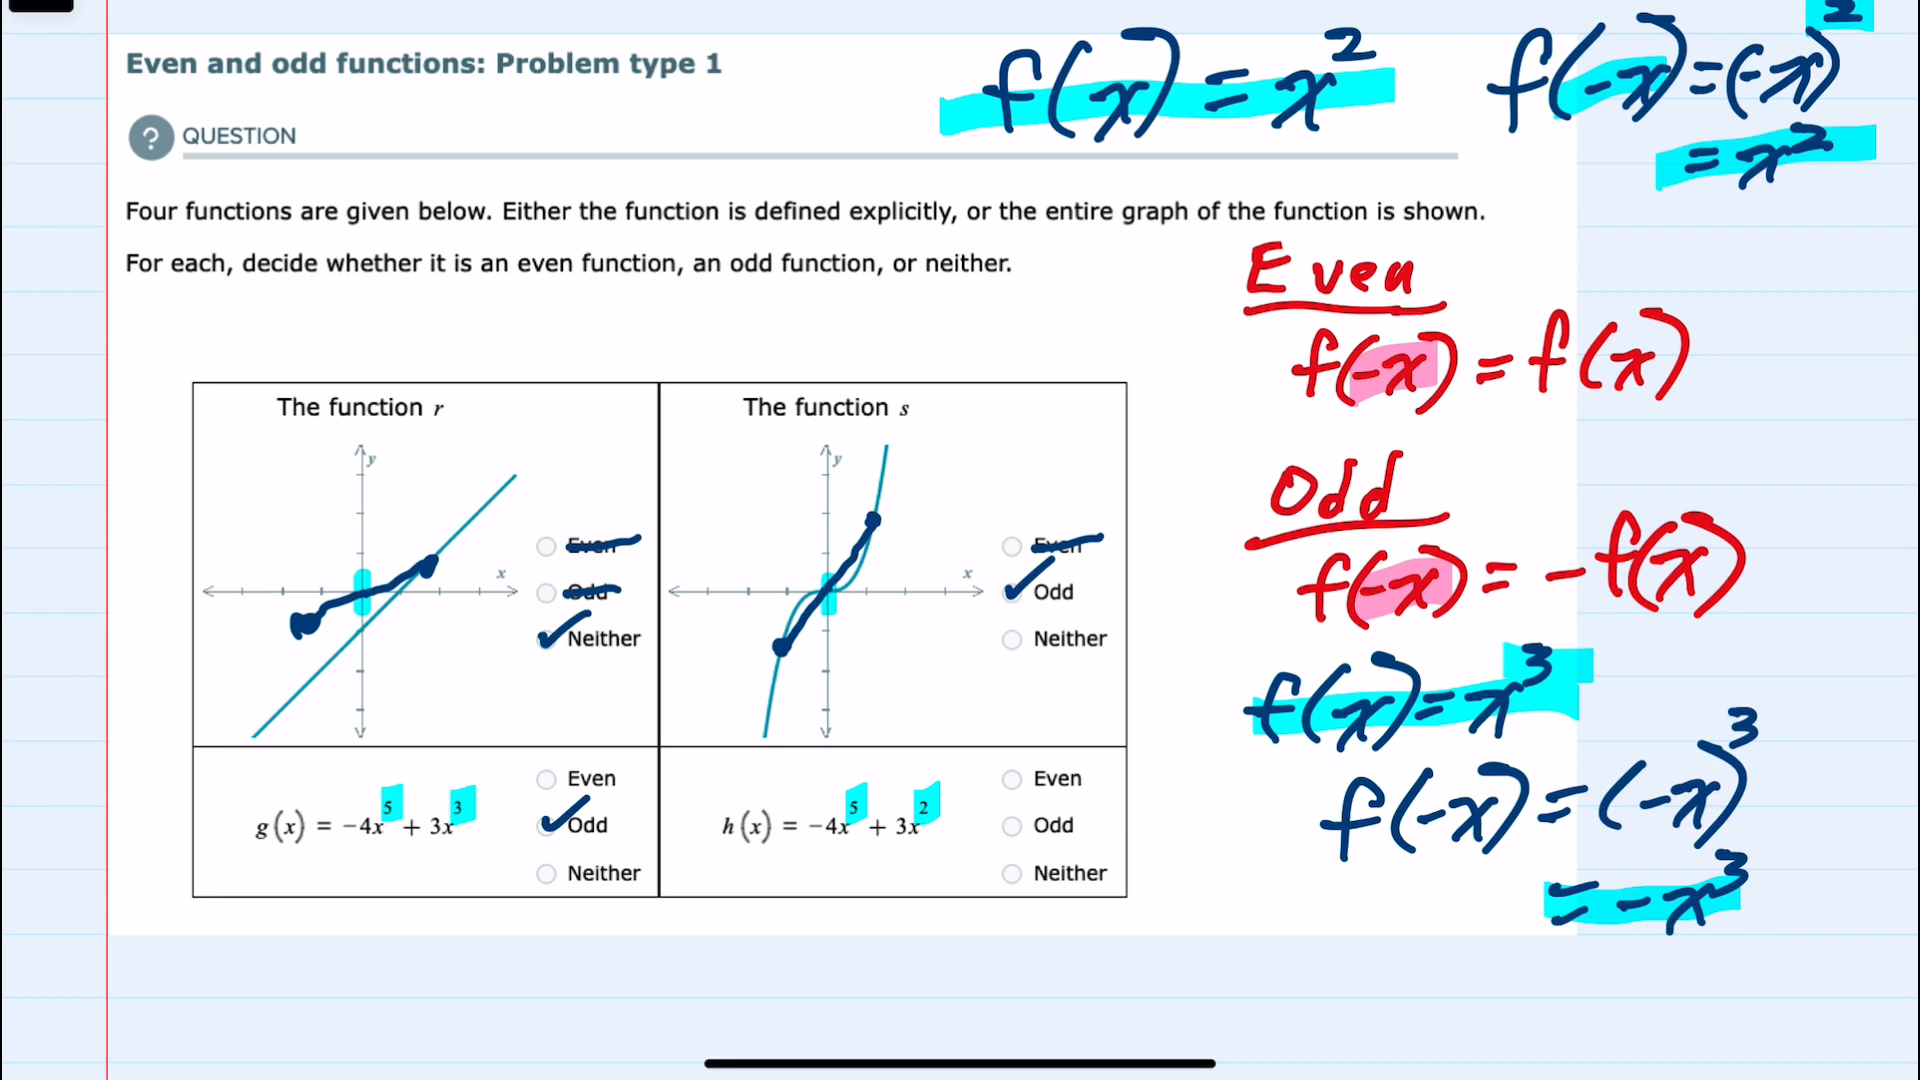 Even and odd functions: Problem type 1
f(x) = x²
f(-x) = (-x)²
= x²
? QUESTION
Four functions are given below. Either the function is defined explicitly, or the entire graph of the function is shown.
For each, decide whether it is an even function, an odd function, or neither.
Even
f(-x) = f(x)
Odd
f(-x) = -f(x)
f(x) = x³
f(-x) = (-x)³
= -x³
The function r
y
x
Even
Odd
Neither
The function s
y
x
Even
Odd
Neither
g(x) = −4x⁵ + 3x³
Even
Odd
Neither
h(x) = −4x⁵ + 3x²
Even
Odd
Neither